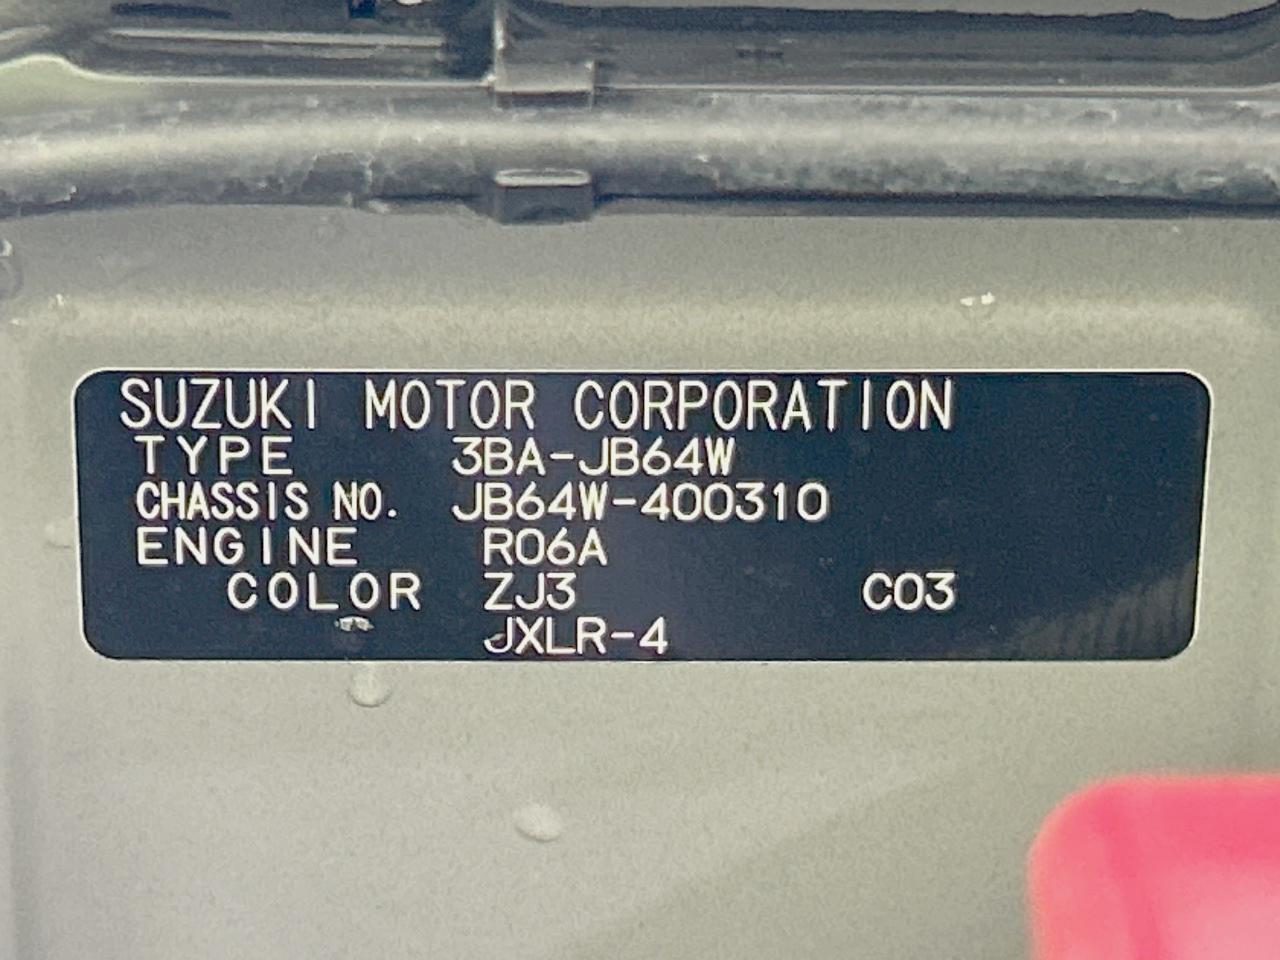 SUZUKI MOTOR CORPORATION
TYPE 3BA-JB64W
CHASSIS NO. JB64W-400310
ENGINE R06A
COLOR ZJ3 C03
JXLR-4